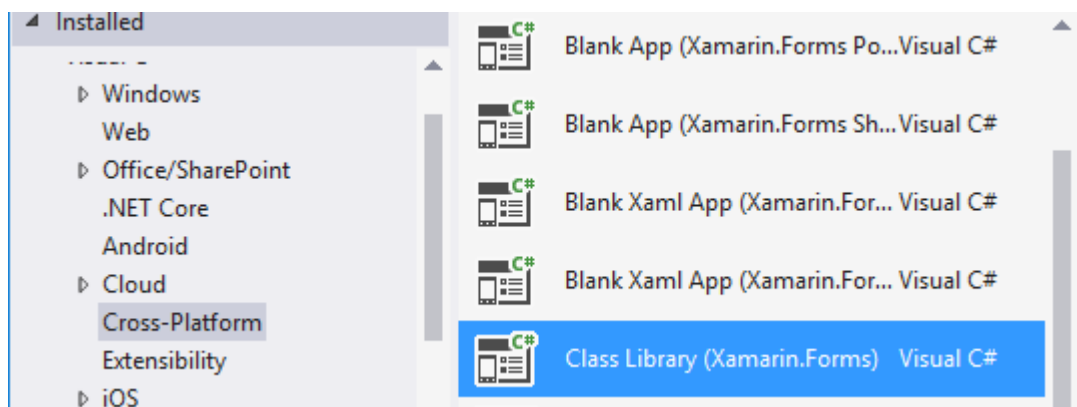 Installed
Windows
Web
Office/SharePoint
.NET Core
Android
Cloud
Cross-Platform
Extensibility
iOS
C#
Blank App (Xamarin.Forms Po... Visual C#
C#
Blank App (Xamarin.Forms Sh... Visual C#
C#
Blank Xaml App (Xamarin.For... Visual C#
C#
Blank Xaml App (Xamarin.For... Visual C#
C#
Class Library (Xamarin.Forms) Visual C#